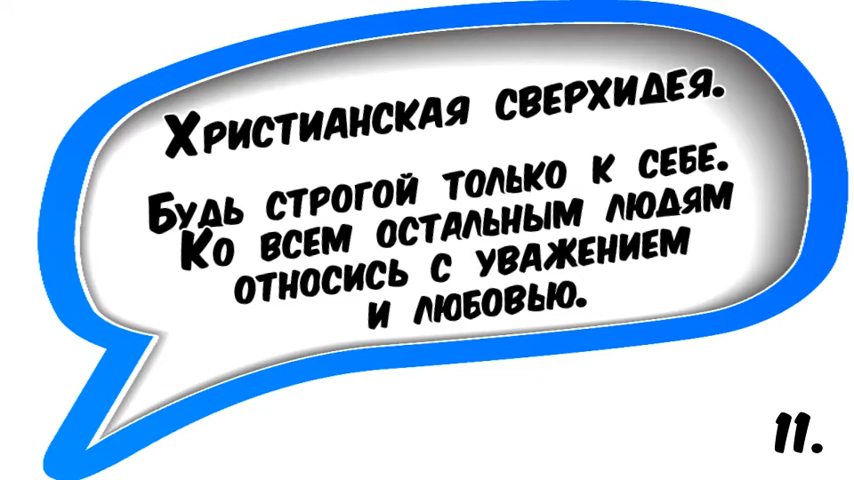 Христианская сверхидея.
Будь строгой только к себе.
Ко всем остальным людям
относись с уважением
и любовью.
11.